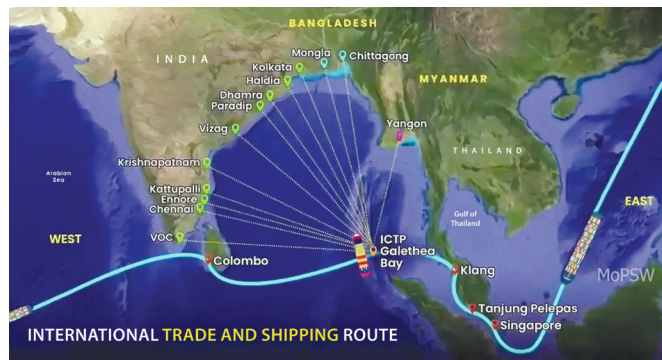 BANGLADESH
INDIA
Mongla
Chittagong
Kolkata
Haldia
MYANMAR
Dhamra
Paradip
Vizag
Yangon
THAILAND
Krishnapatnam
Arabian
Sea
Kattupalli
Ennore
Chennai
EAST
Gulf of
Thailand
WEST
VOC
ICTP
Galethea
Bay
Colombo
Klang
MoPSW
Tanjung Pelepas
Singapore
INTERNATIONAL TRADE AND SHIPPING ROUTE